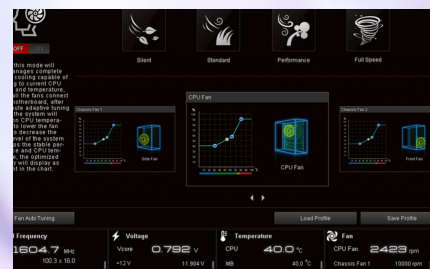 OFF
Silent
Standard
Performance
Full Speed
this mode will
manages complete
cooling capable of
g to current CPU
and temperature,
ll the fans connect
otherboard, after
ute adaptive tuning
the system will
n CPU tempera-
to lower the fan
o decrease the
evel of the system
as the stable per-
ce and CPU tem-
e, the optimized
y will display as
t in the chart.
Chassis Fan 1
Side Fan
CPU Fan
CPU Fan
Chassis Fan 2
Front Fan
Fan Auto Tuning
Load Profile
Save Profile
Frequency
1604.7 MHz
100.3 x 16.0
Voltage
Vcore 0.792 V
+12 V 11.904 V
Temperature
CPU 40.0 °C
MB 40.0 °C
Fan
CPU Fan 2423 rpm
Chassis Fan 1 10000 rpm